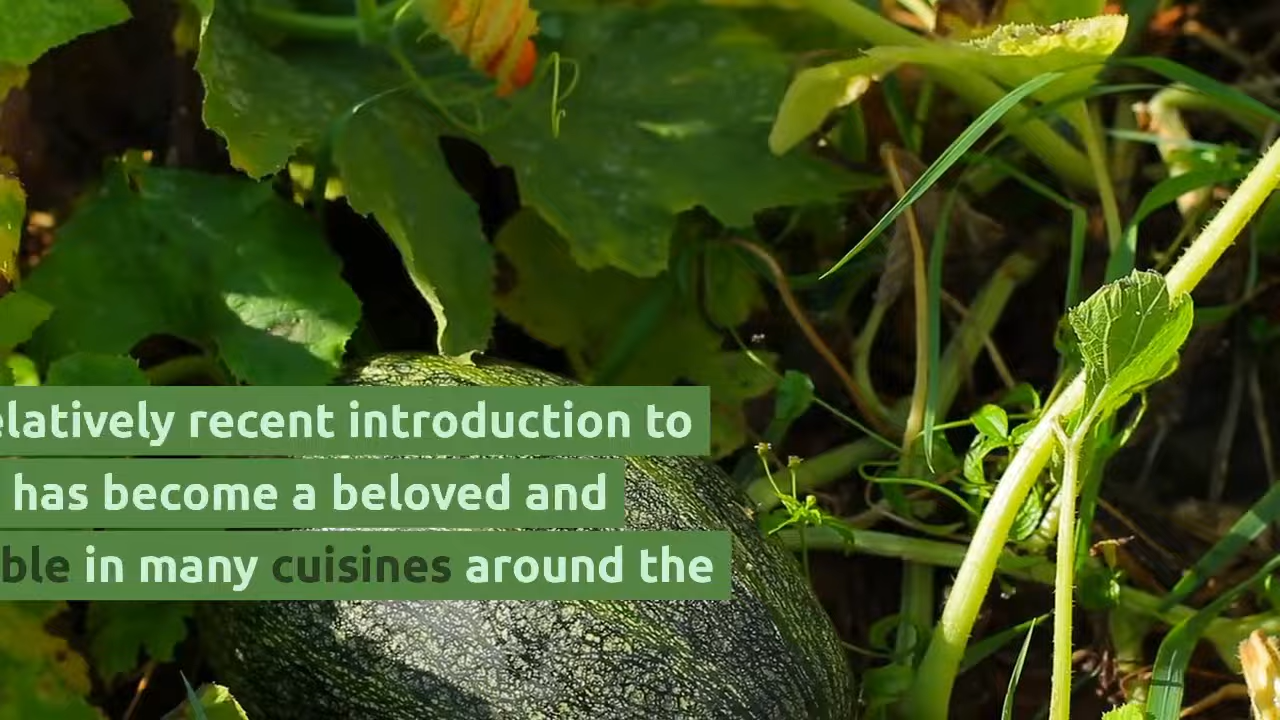 elatively recent introduction to
has become a beloved and
ble in many cuisines around the